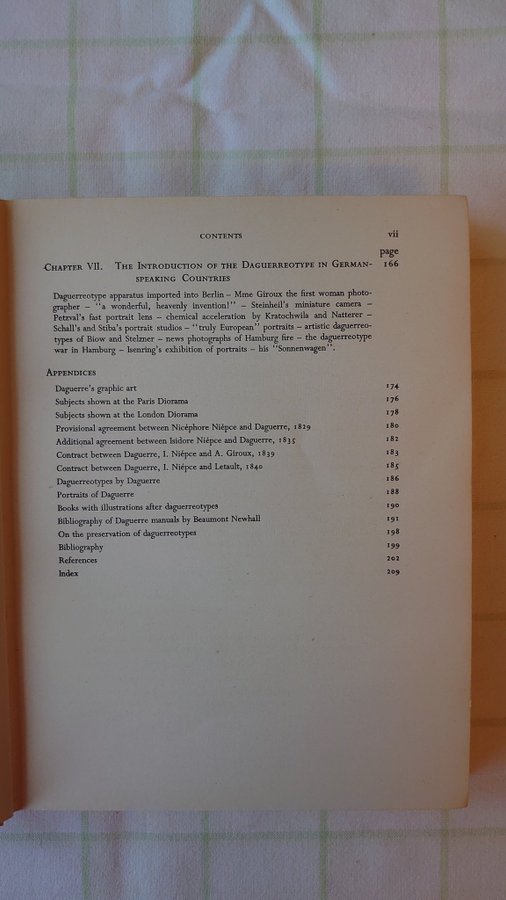 CONTENTS vii
page
CHAPTER VII. THE INTRODUCTION OF THE DAGUERREOTYPE IN GERMAN- 166
SPEAKING COUNTRIES
Daguerreotype apparatus imported into Berlin – Mme Giroux the first woman photo-
grapher – "a wonderful, heavenly invention!" – Steinheil's miniature camera –
Petzval's fast portrait lens – chemical acceleration by Kratochwila and Natterer –
Schall's and Stiba's portrait studios – "truly European" portraits – artistic daguerreo-
types of Biow and Stelzner – news photographs of Hamburg fire – the daguerreotype
war in Hamburg – Isenring's exhibition of portraits – his "Sonnenwagen".
APPENDICES
Daguerre's graphic art 174
Subjects shown at the Paris Diorama 176
Subjects shown at the London Diorama 178
Provisional agreement between Nicéphore Niépce and Daguerre, 1829 180
Additional agreement between Isidore Niépce and Daguerre, 1835 182
Contract between Daguerre, I. Niépce and A. Giroux, 1839 183
Contract between Daguerre, I. Niépce and Letault, 1840 185
Daguerreotypes by Daguerre 186
Portraits of Daguerre 188
Books with illustrations after daguerreotypes 190
Bibliography of Daguerre manuals by Beaumont Newhall 191
On the preservation of daguerreotypes 198
Bibliography 199
References 202
Index 209